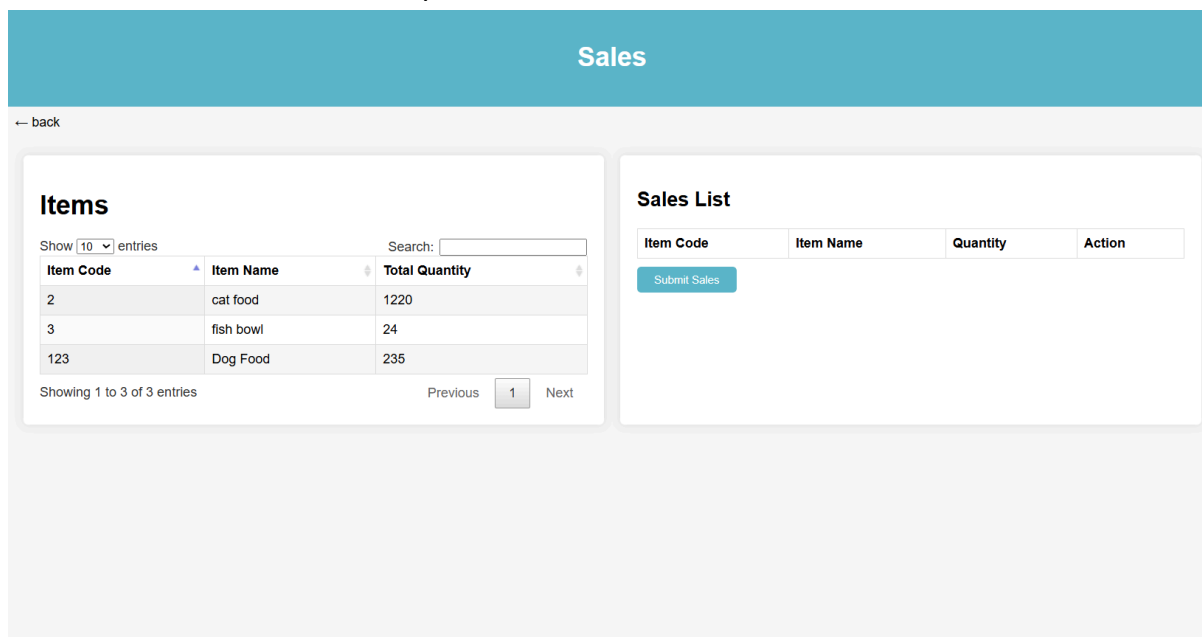 Sales
← back
Items
Show 10 entries Search:
Item Code Item Name Total Quantity
2 cat food 1220
3 fish bowl 24
123 Dog Food 235
Showing 1 to 3 of 3 entries Previous 1 Next
Sales List
Item Code Item Name Quantity Action
Submit Sales